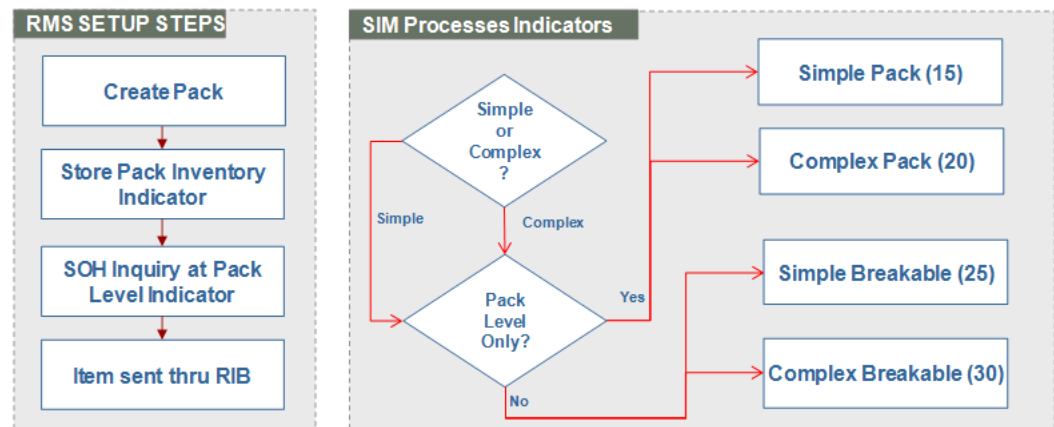 RMS SETUP STEPS
Create Pack
Store Pack Inventory
Indicator
SOH Inquiry at Pack
Level Indicator
Item sent thru RIB
SIM Processes Indicators
Simple
or
Complex
?
Simple
Complex
Pack
Level
Only?
Yes
No
Simple Pack (15)
Complex Pack (20)
Simple Breakable (25)
Complex Breakable (30)